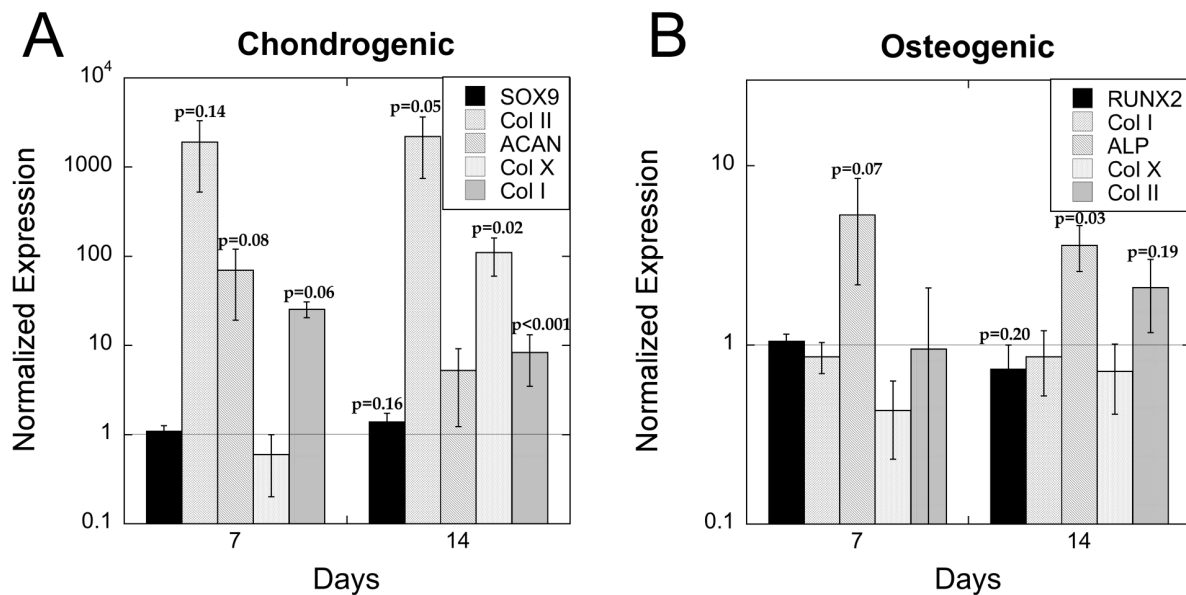 A
Chondrogenic
10⁴
1000
100
10
1
0.1
Normalized Expression
p=0.14
p=0.08
p=0.06
p=0.16
p=0.05
p=0.02
p<0.001
SOX9
Col II
ACAN
Col X
Col I
7
14
Days
B
Osteogenic
10
1
0.1
Normalized Expression
p=0.07
p=0.20
p=0.03
p=0.19
RUNX2
Col I
ALP
Col X
Col II
7
14
Days